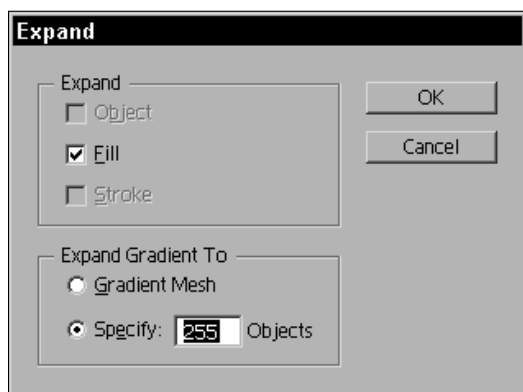 Expand
Expand
Object
Fill
Stroke
OK
Cancel
Expand Gradient To
Gradient Mesh
Specify: 255 Objects